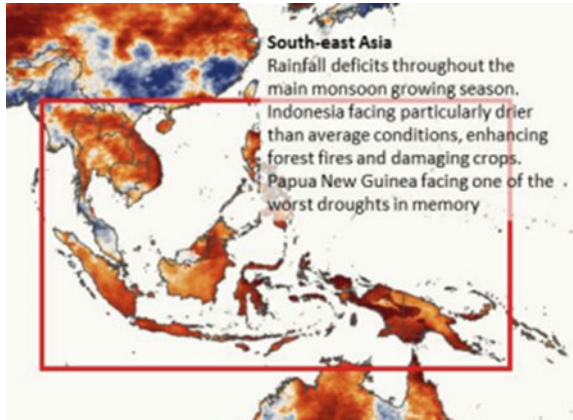 South-east Asia
Rainfall deficits throughout the
main monsoon growing season.
Indonesia facing particularly drier
than average conditions, enhancing
forest fires and damaging crops.
Papua New Guinea facing one of the
worst droughts in memory